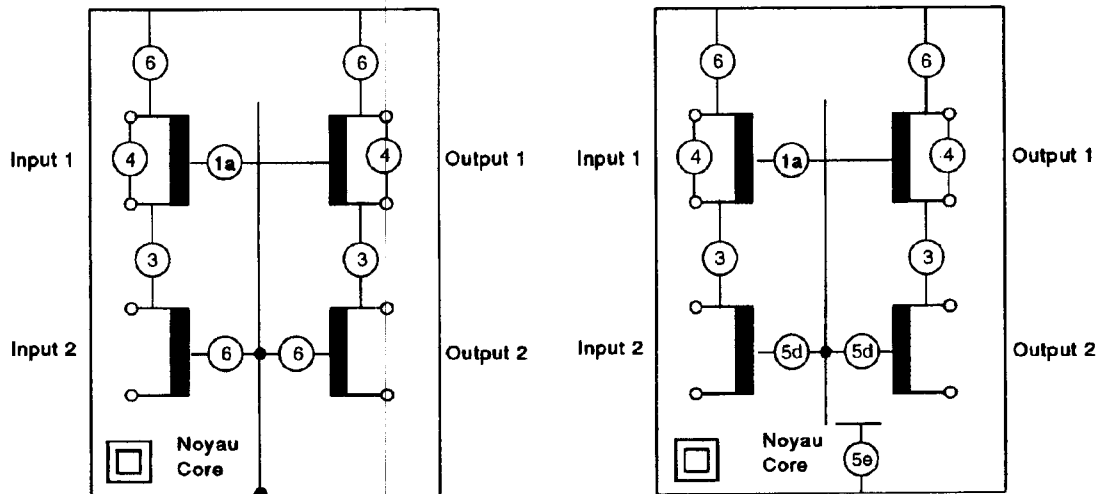 6 6
Input 1 4 1a 4 Output 1
3 3
Input 2 6 6 Output 2
Noyau
Core
6 6
Input 1 4 1a 4 Output 1
3 3
Input 2 5d 5d Output 2
Noyau
Core 5e